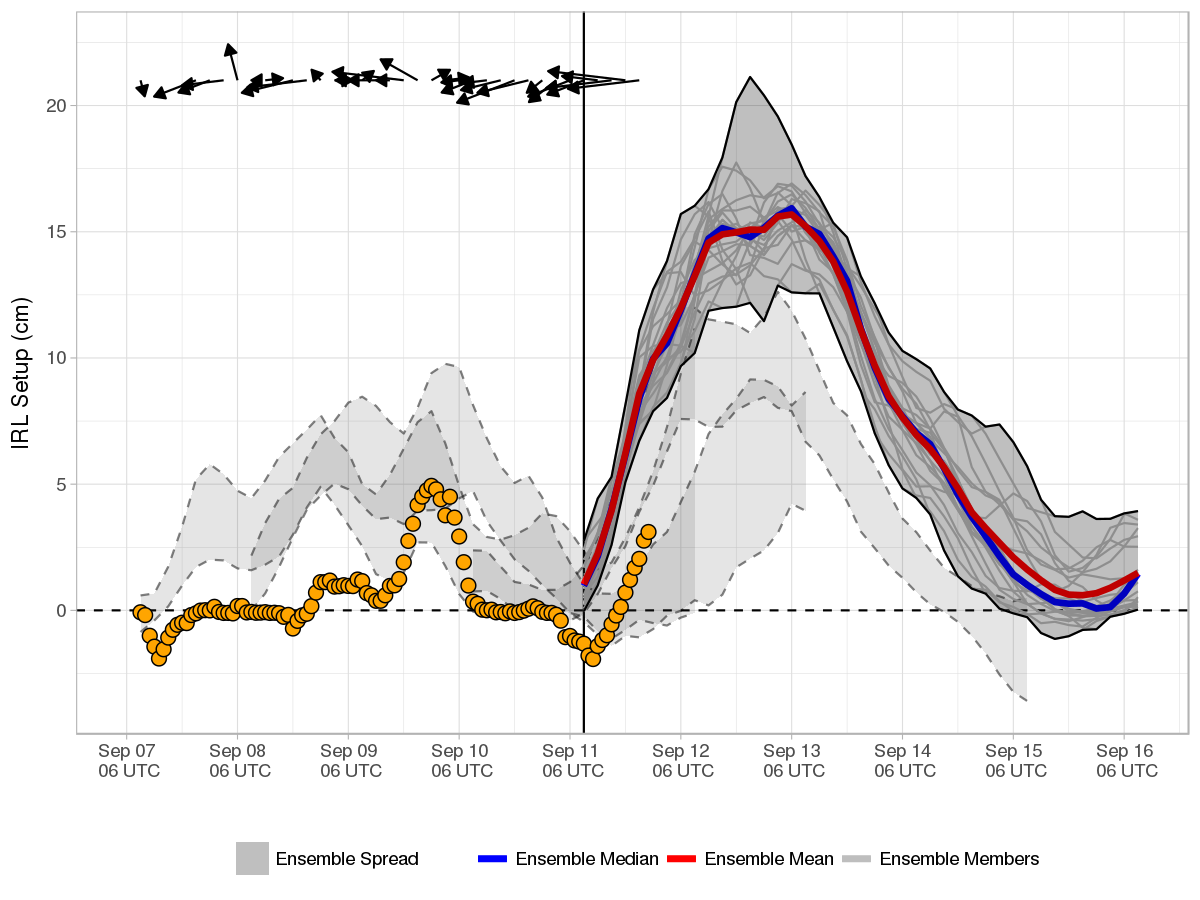 IRL Setup (cm)
20
15
10
5
0
Sep 07 Sep 08 Sep 09 Sep 10 Sep 11 Sep 12 Sep 13 Sep 14 Sep 15 Sep 16
06 UTC 06 UTC 06 UTC 06 UTC 06 UTC 06 UTC 06 UTC 06 UTC 06 UTC 06 UTC
Ensemble Spread Ensemble Median Ensemble Mean Ensemble Members